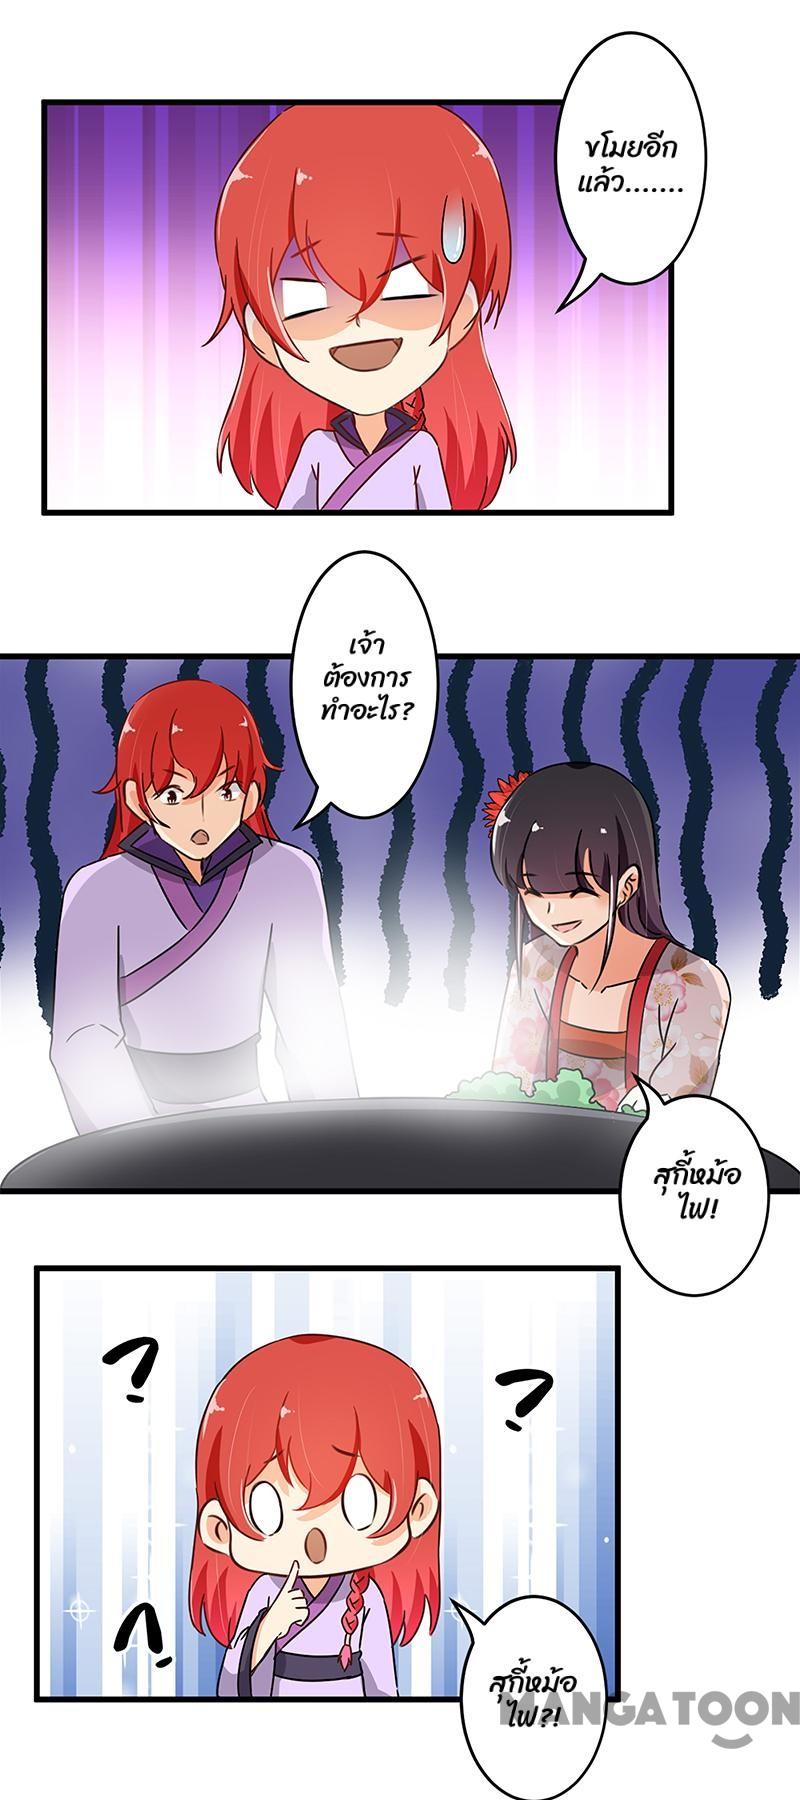 ขโมยอีก
แล้ว.......
เจ้า
ต้องการ
ทำอะไร?
สุกี้หม้อ
ไฟ!
?
?
?
สุกี้หม้อ
ไฟ?!
MANGATOON